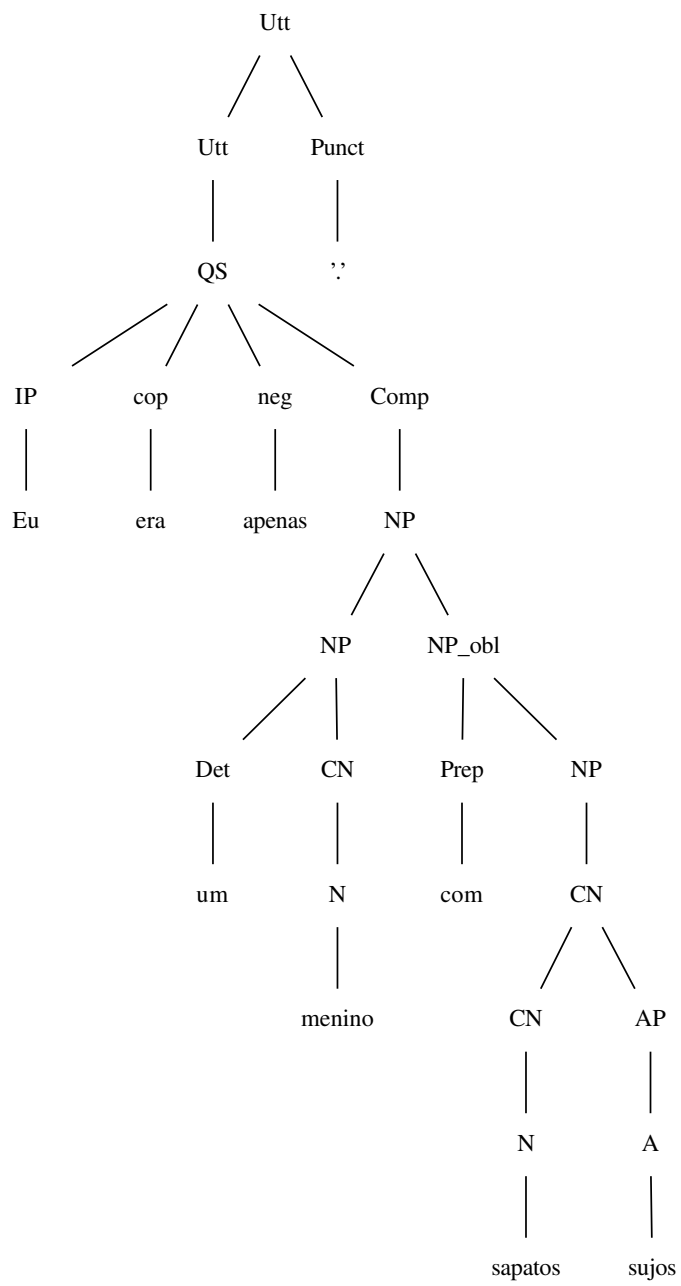 Utt
Utt Punct
QS '.'
IP cop neg Comp
Eu era apenas NP
NP NP_obl
Det CN Prep NP
um N com CN
menino CN AP
N A
sapatos sujos